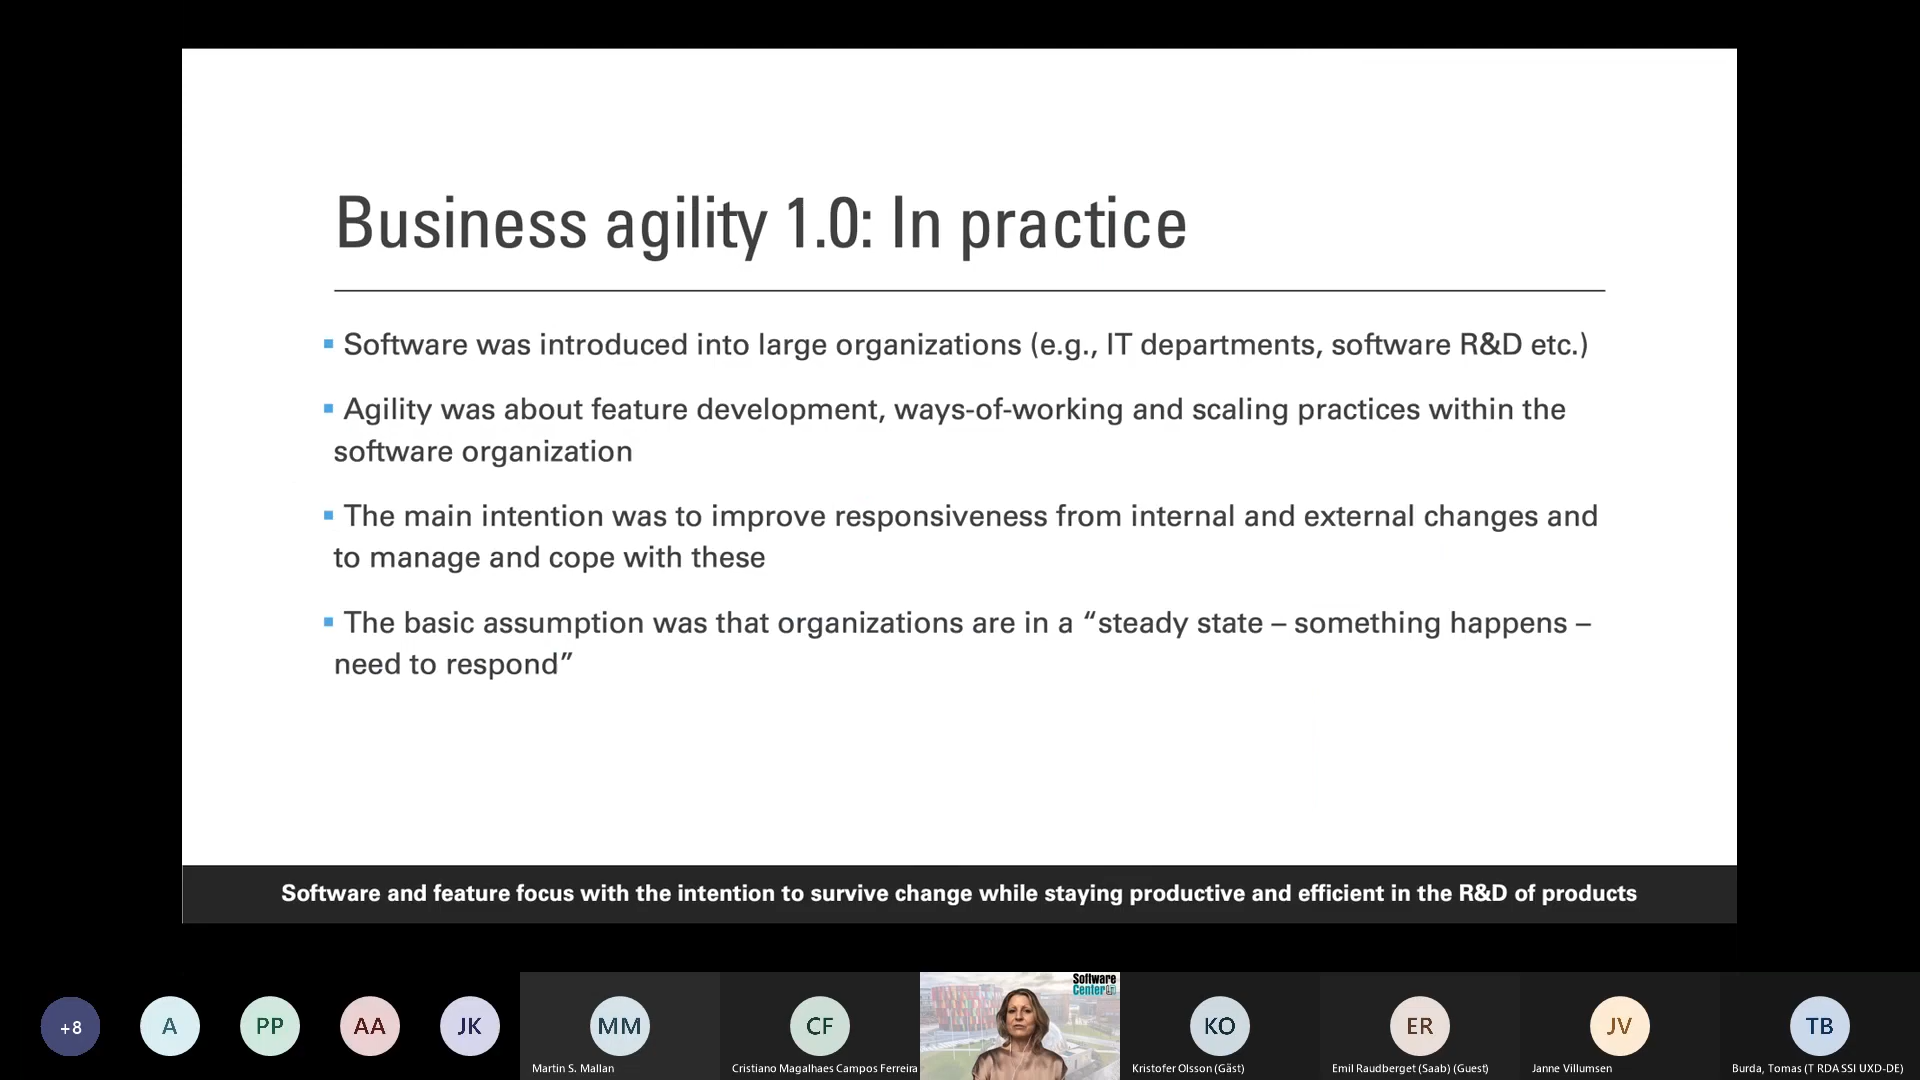 Business agility 1.0: In practice
▪ Software was introduced into large organizations (e.g., IT departments, software R&D etc.)
▪ Agility was about feature development, ways-of-working and scaling practices within the
software organization
▪ The main intention was to improve responsiveness from internal and external changes and
to manage and cope with these
▪ The basic assumption was that organizations are in a “steady state – something happens –
need to respond”
Software and feature focus with the intention to survive change while staying productive and efficient in the R&D of products
+8
A
PP
AA
JK
MM
Martin S. Mallan
CF
Cristiano Magalhaes Campos Ferreira
Software
Center
KO
Kristofer Olsson (Gäst)
ER
Emil Raudberget (Saab) (Guest)
JV
Janne Villumsen
TB
Burda, Tomas (T RDA SSI UXD-DE)